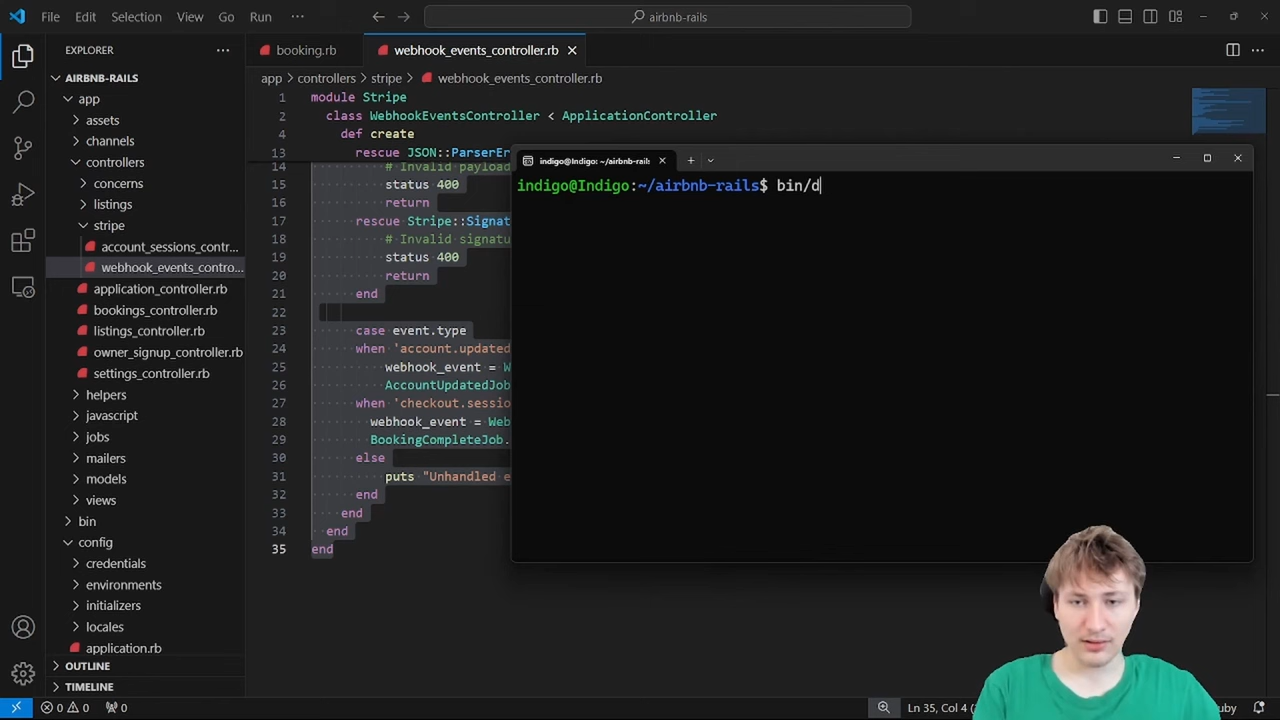 File Edit Selection View Go Run ··· airbnb-rails
EXPLORER ···
AIRBNB-RAILS
app
assets
channels
controllers
concerns
listings
stripe
account_sessions_contr...
webhook_events_contro...
application_controller.rb
bookings_controller.rb
listings_controller.rb
owner_signup_controller.rb
settings_controller.rb
helpers
javascript
jobs
mailers
models
views
bin
config
credentials
environments
initializers
locales
application.rb
OUTLINE
TIMELINE
booking.rb webhook_events_controller.rb
app > controllers > stripe > webhook_events_controller.rb
1 module Stripe
2 class WebhookEventsController < ApplicationController
4 def create
13 rescue JSON::ParserEr
14 # Invalid payload
15 status 400
16 return
17 rescue Stripe::Signat
18 # Invalid signatu
19 status 400
20 return
21 end
22
23 case event.type
24 when 'account.updated
25 webhook_event = W
26 AccountUpdatedJob
27 when 'checkout.sessio
28 webhook_event = Web
29 BookingCompleteJob.
30 else
31 puts "Unhandled e
32 end
33 end
34 end
35 end
indigo@Indigo: ~/airbnb-rails
indigo@Indigo:~/airbnb-rails$ bin/d
0 0 0 Ln 35, Col 4 uby